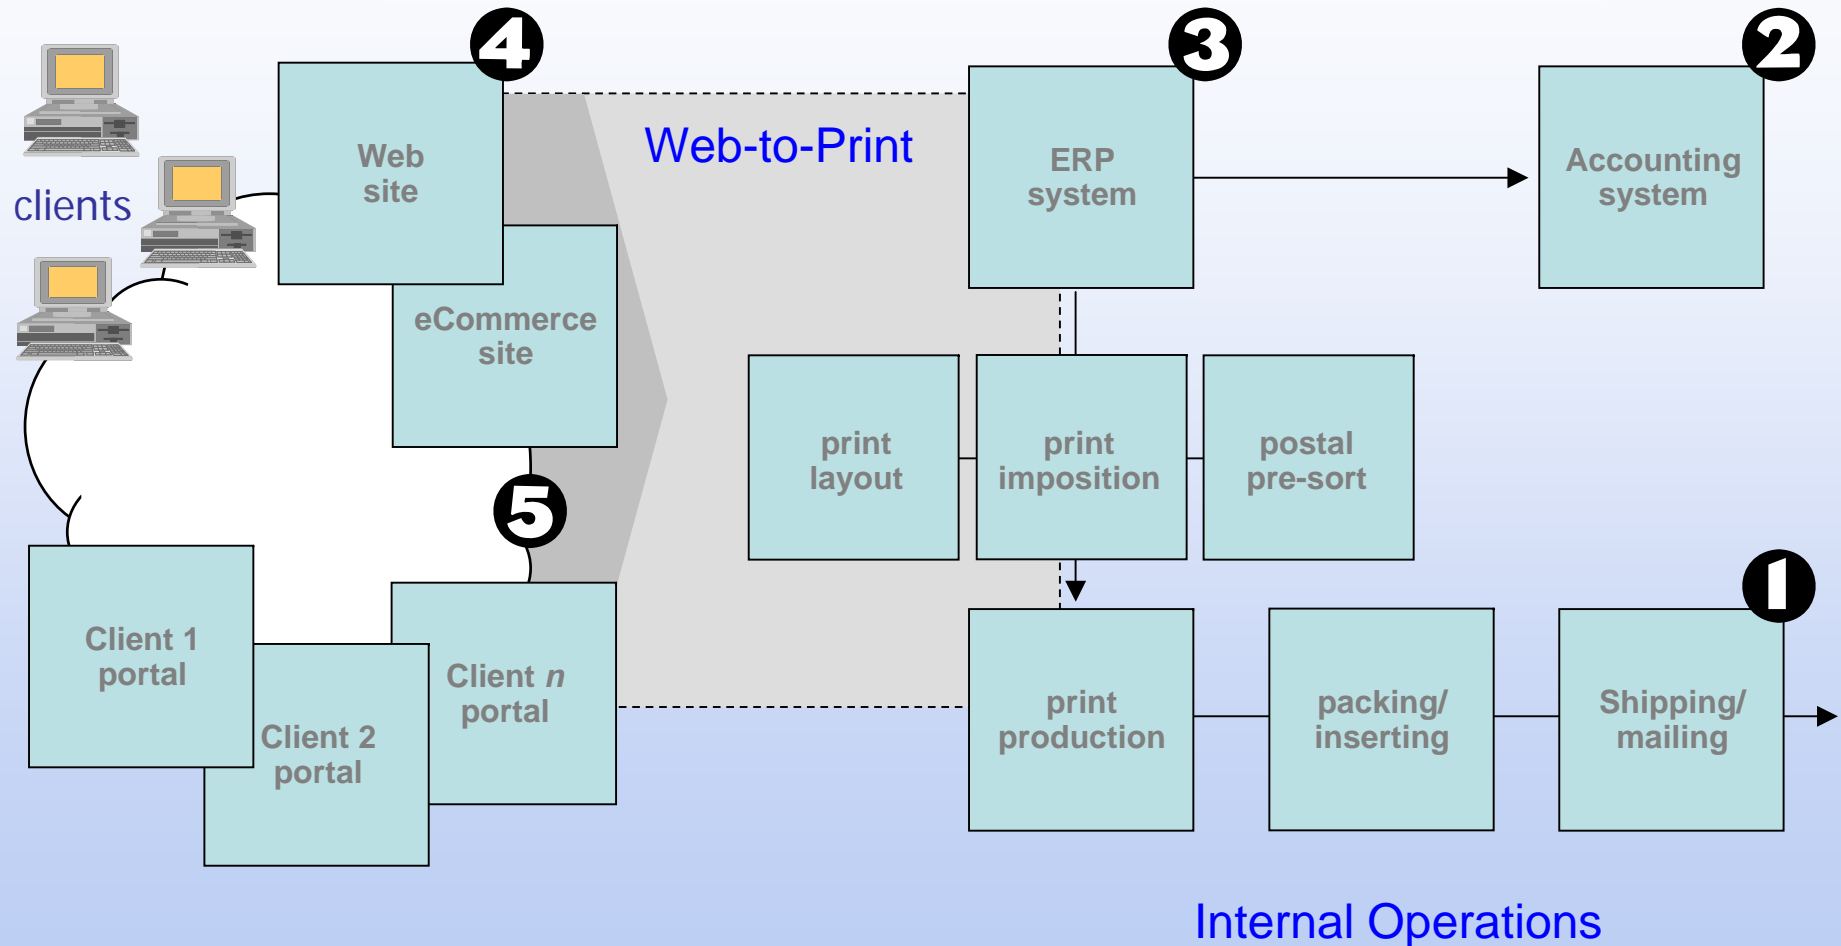 4
3
2
Web-to-Print
Web
site
ERP
system
Accounting
system
clients
eCommerce
site
print
layout
print
imposition
postal
pre-sort
5
1
Client 1
portal
Client 2
portal
Client n
portal
print
production
packing/
inserting
Shipping/
mailing
Internal Operations